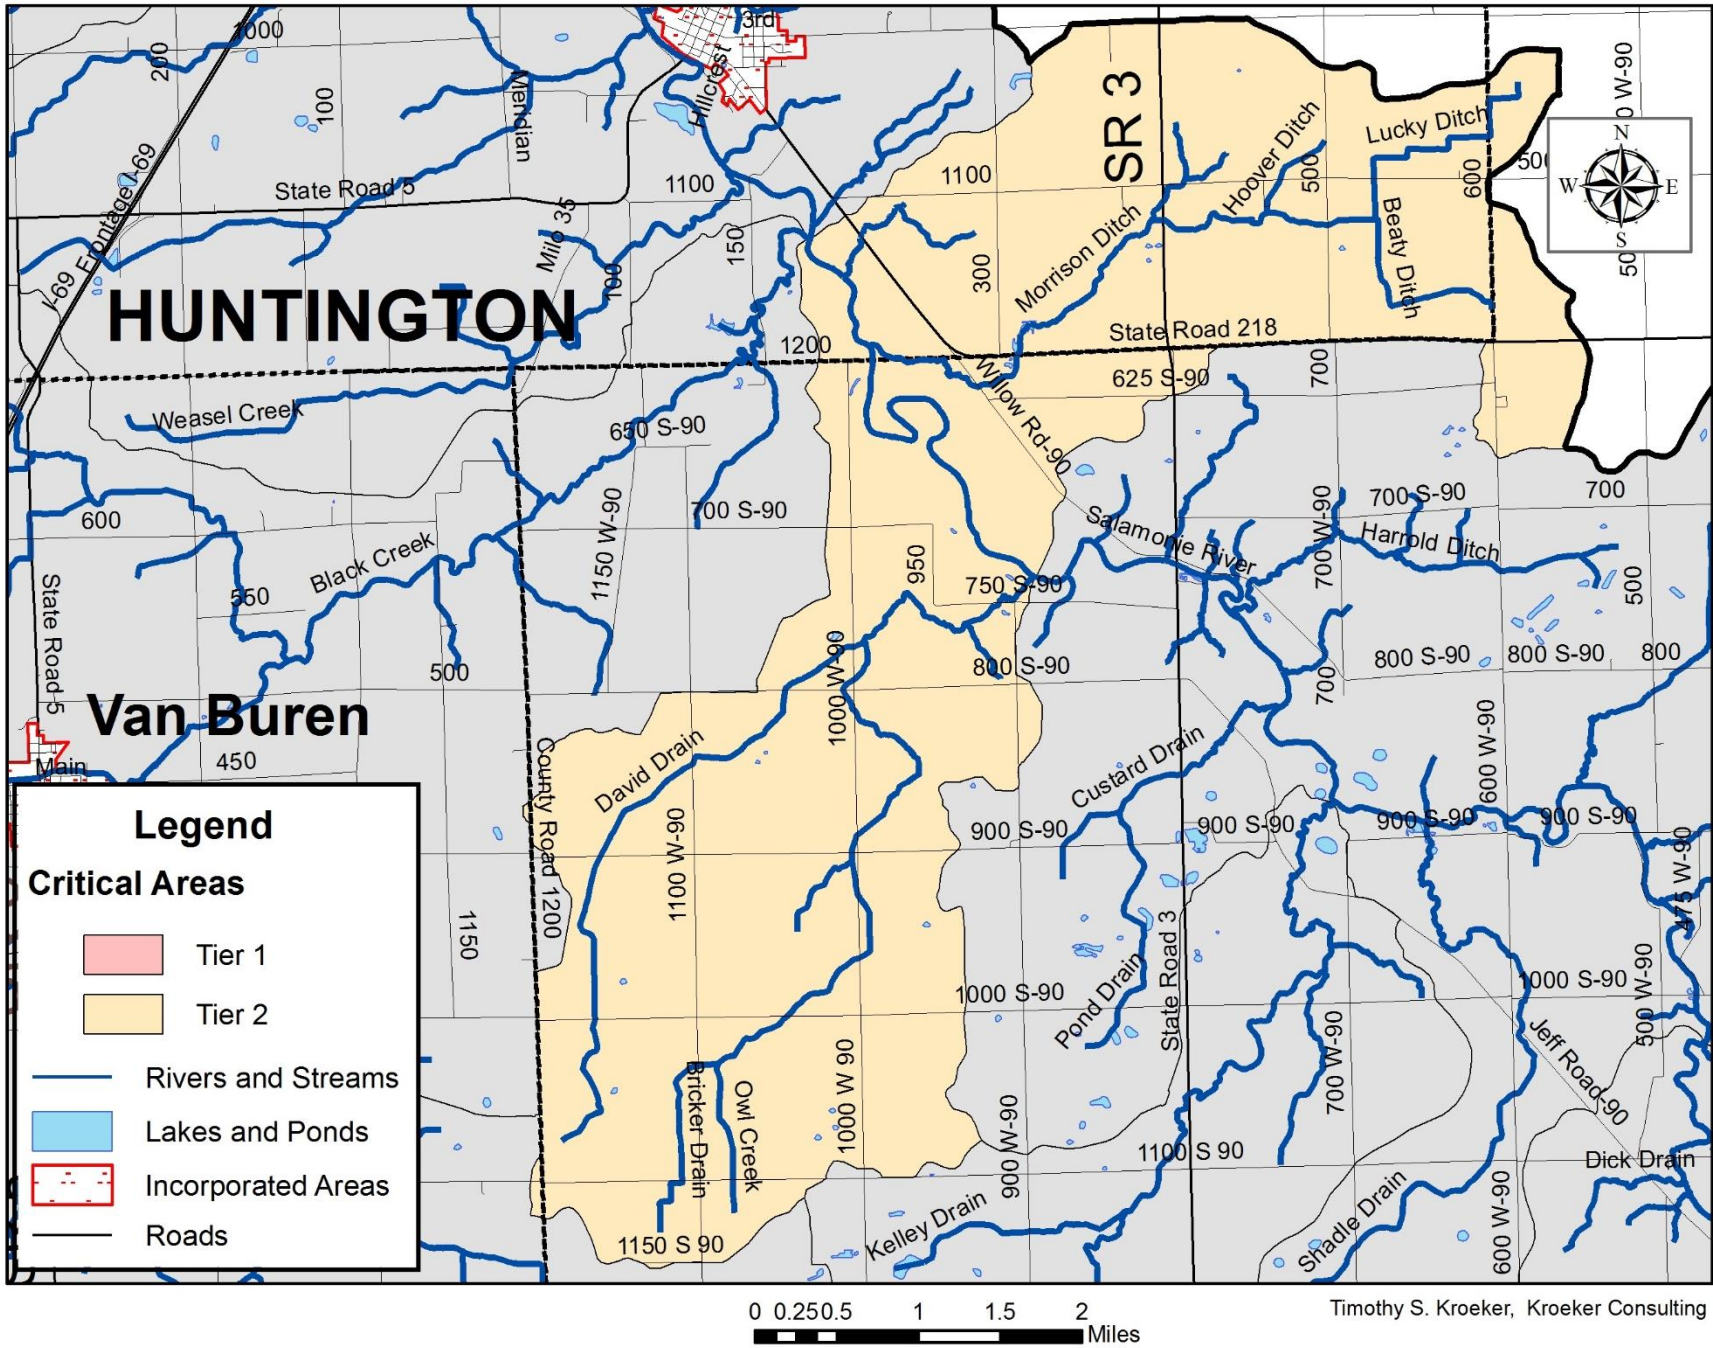 1000
3rd
200
100
Meridian
Hillcrest
SR 3
Hoover Ditch
Lucky Ditch
500 W-90
N
W
E
S
State Road 5
1100
1100
500
600
500
Frontage I-69
I-69
Milo 35
100
150
300
Morrison Ditch
Beaty Ditch
HUNTINGTON
1200
State Road 218
Willow Rd-90
625 S-90
700
Weasel Creek
650 S-90
700 S-90
1150 W-90
600
Black Creek
550
State Road 5
500
950
750 S-90
Salamonie River
700 W-90
700 S-90
700
Harrold Ditch
500
800 S-90
1000 W-90
700
800 S-90
800 S-90
800
Van Buren
Main
450
County Road 1200
David Drain
Custard Drain
600 W-90
1100 W-90
900 S-90
900 S-90
900 S-90
900 S-90
475 W-90
1150
1000 S-90
Pond Drain
State Road 3
1000 S-90
500 W-90
Jeff Road-90
700 W-90
Bricker Drain
Owl Creek
1000 W 90
900 W-90
1100 S 90
Dick Drain
Kelley Drain
Shadle Drain
600 W-90
1150 S 90
Legend
Critical Areas
Tier 1
Tier 2
Rivers and Streams
Lakes and Ponds
Incorporated Areas
Roads
0 0.25 0.5 1 1.5 2
Miles
Timothy S. Kroeker, Kroeker Consulting